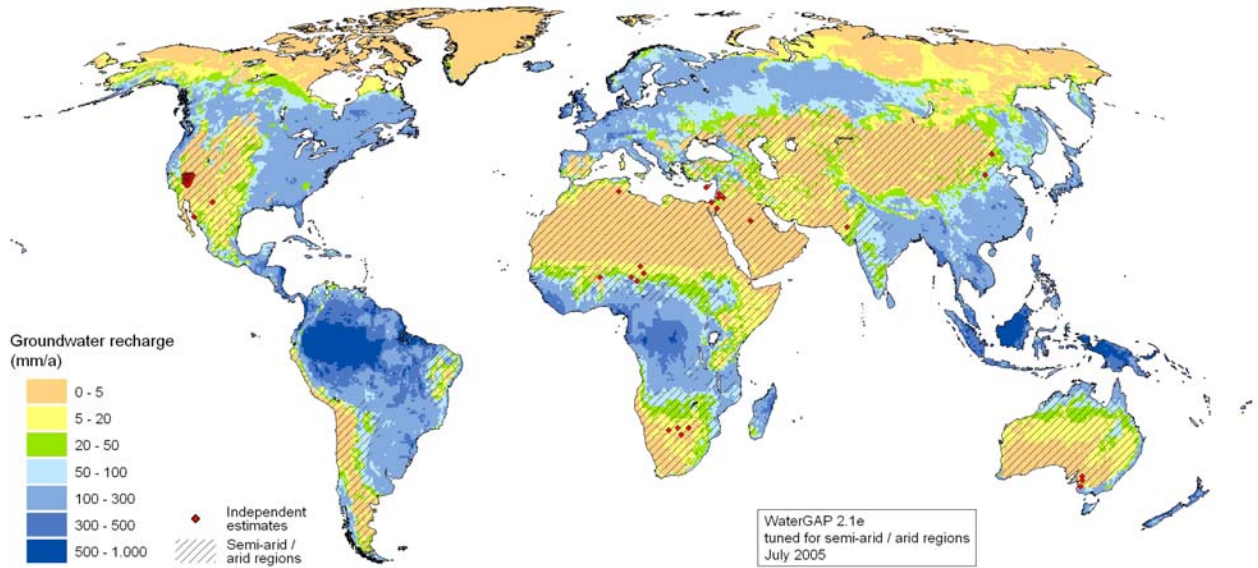 Groundwater recharge
(mm/a)
0 - 5
5 - 20
20 - 50
50 - 100
100 - 300
300 - 500
500 - 1.000
Independent
estimates
Semi-arid /
arid regions
WaterGAP 2.1e
tuned for semi-arid / arid regions
July 2005